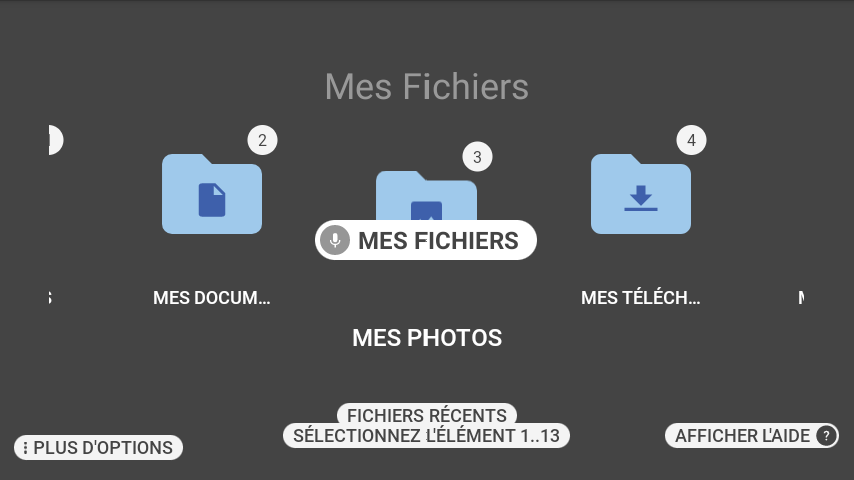 Mes Fichiers
2
3
4
MES FICHIERS
MES DOCUM...
MES TÉLÉCH...
MES PHOTOS
FICHIERS RÉCENTS
SÉLECTIONNEZ L'ÉLÉMENT 1..13
PLUS D'OPTIONS
AFFICHER L'AIDE ?